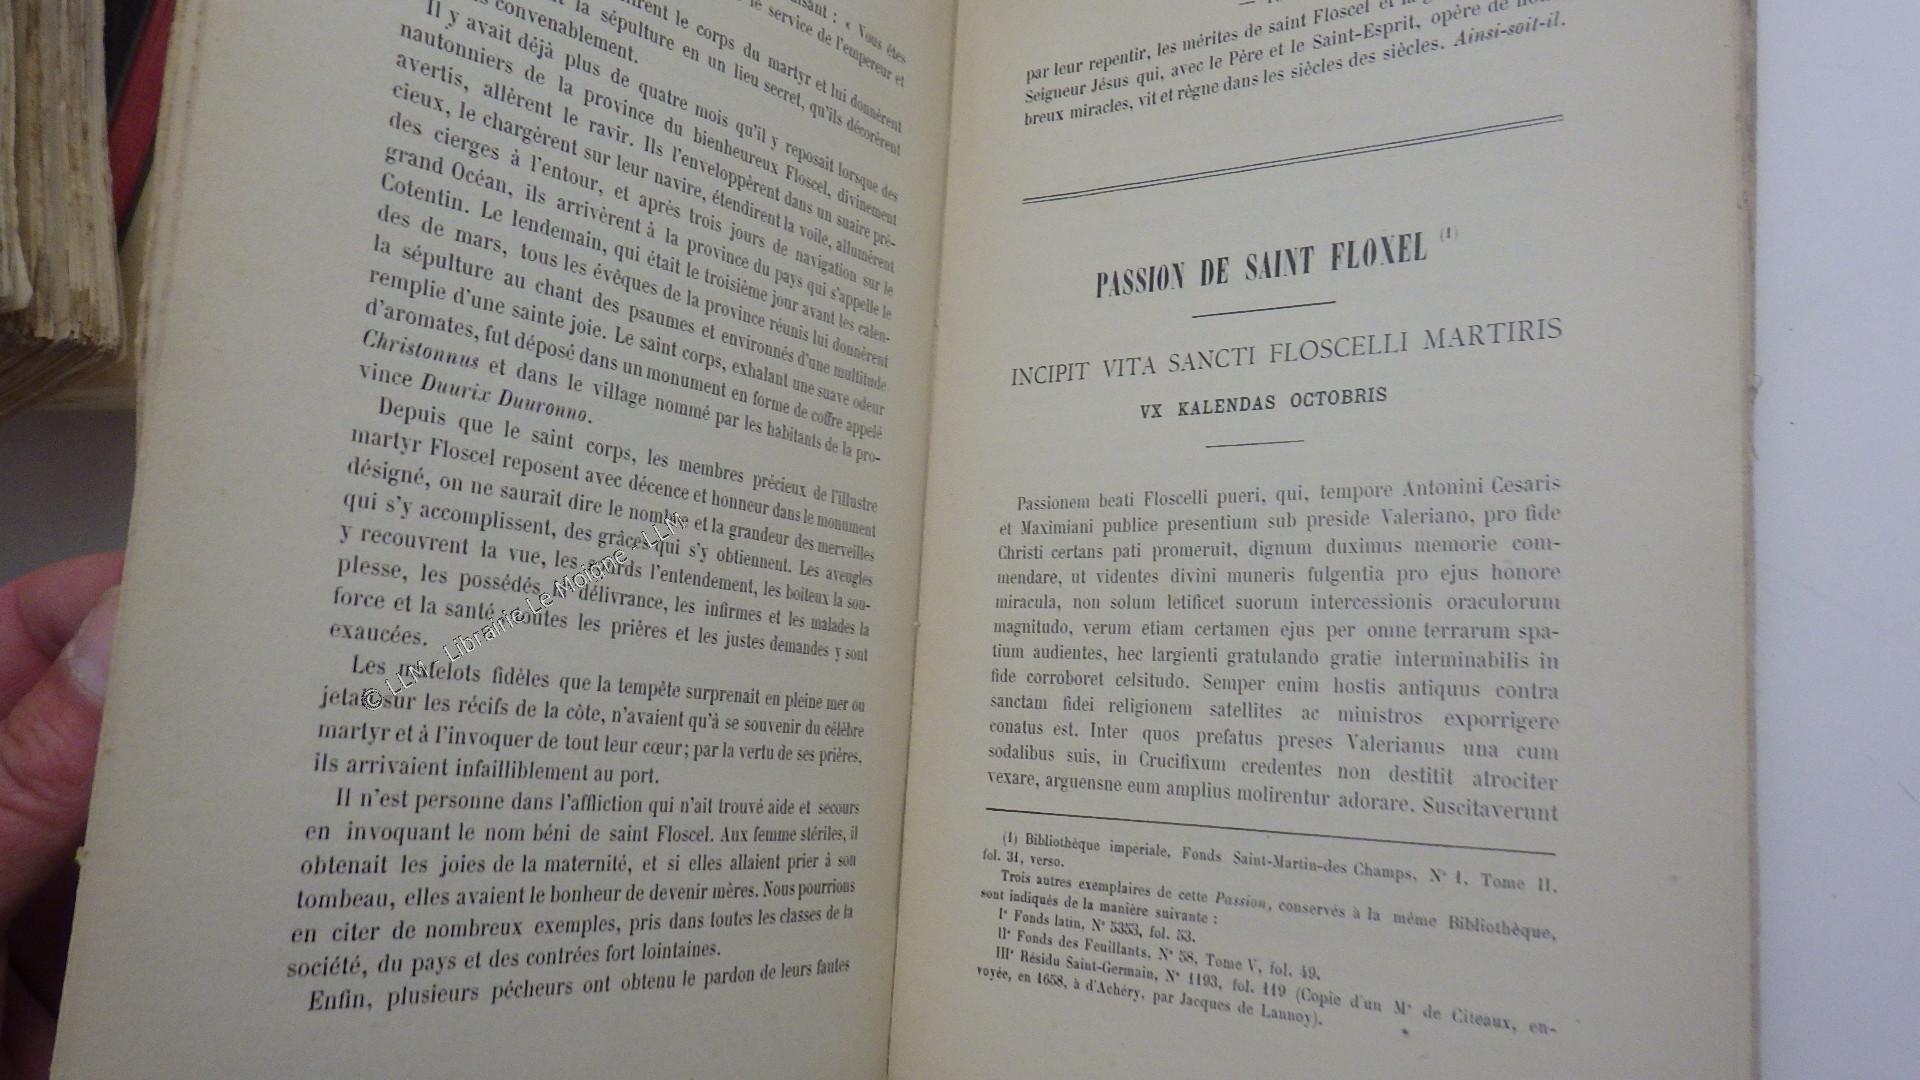 disant : « Vous êtes
le service de l'empereur et
le corps du martyr et lui donnèrent
la sépulture en un lieu secret, qu'ils décorèrent
convenablement.
Il y avait déjà plus de quatre mois qu'il y reposait lorsque des
nautonniers de la province du bienheureux Floscel, divinement
avertis, allèrent le ravir. Ils l'enveloppèrent dans un suaire pré-
cieux, le chargèrent sur leur navire, étendirent la voile, allumèrent
des cierges à l'entour, et après trois jours de navigation sur le
grand Océan, ils arrivèrent à la province du pays qui s'appelle le
Cotentin. Le lendemain, qui était le troisième jour avant les calen-
des de mars, tous les évêques de la province réunis lui donnèrent
la sépulture au chant des psaumes et environnés d'une multitude
remplie d'une sainte joie. Le saint corps, exhalant une suave odeur
d'aromates, fut déposé dans un monument en forme de coffre appelé
Christonnus et dans le village nommé par les habitants de la pro-
vince Duurix Duuronno.
Depuis que le saint corps, les membres précieux de l'illustre
martyr Floscel reposent avec décence et honneur dans le monument
désigné, on ne saurait dire le nombre et la grandeur des merveilles
qui s'y accomplissent, des grâces qui s'y obtiennent. Les aveugles
y recouvrent la vue, les sourds l'entendement, les boiteux la sou-
plesse, les possédés la délivrance, les infirmes et les malades la
force et la santé; toutes les prières et les justes demandes y sont
exaucées.
Les matelots fidèles que la tempête surprenait en pleine mer ou
jetait sur les récifs de la côte, n'avaient qu'à se souvenir du célèbre
martyr et à l'invoquer de tout leur cœur; par la vertu de ses prières,
ils arrivaient infailliblement au port.
Il n'est personne dans l'affliction qui n'ait trouvé aide et secours
en invoquant le nom béni de saint Floscel. Aux femme stériles, il
obtenait les joies de la maternité, et si elles allaient prier à son
tombeau, elles avaient le bonheur de devenir mères. Nous pourrions
en citer de nombreux exemples, pris dans toutes les classes de la
société, du pays et des contrées fort lointaines.
Enfin, plusieurs pécheurs ont obtenu le pardon de leurs fautes
© LLM - Librairie Le Moigne - LLM
par leur repentir, les mérites de saint Floscel et la
Seigneur Jésus qui, avec le Père et le Saint-Esprit, opère de nom-
breux miracles, vit et règne dans les siècles des siècles. Ainsi-soit-il.
PASSION DE SAINT FLOXEL (1)
INCIPIT VITA SANCTI FLOSCELLI MARTIRIS
VX KALENDAS OCTOBRIS
Passionem beati Floscelli pueri, qui, tempore Antonini Cesaris
et Maximiani publice presentium sub preside Valeriano, pro fide
Christi certans pati promeruit, dignum duximus memorie com-
mendare, ut videntes divini muneris fulgentia pro ejus honore
miracula, non solum letificet suorum intercessionis oraculorum
magnitudo, verum etiam certamen ejus per omne terrarum spa-
tium audientes, hec largienti gratulando gratie interminabilis in
fide corroboret celsitudo. Semper enim hostis antiquus contra
sanctam fidei religionem satellites ac ministros exporrigere
conatus est. Inter quos prefatus preses Valerianus una cum
sodalibus suis, in Crucifixum credentes non destitit atrociter
vexare, arguensne eum amplius molirentur adorare. Suscitaverunt
(1) Bibliothèque impériale, Fonds Saint-Martin-des Champs, N° 1, Tome II,
fol. 31, verso.
Trois autres exemplaires de cette Passion, conservés à la même Bibliothèque,
sont indiqués de la manière suivante :
I° Fonds latin, N° 5353, fol. 53.
II° Fonds des Feuillants, N° 58, Tome V, fol. 49.
III° Résidu Saint-Germain, N° 1193, fol. 119 (Copie d'un Ms de Citeaux, en-
voyée, en 1658, à d'Achéry, par Jacques de Lannoy).